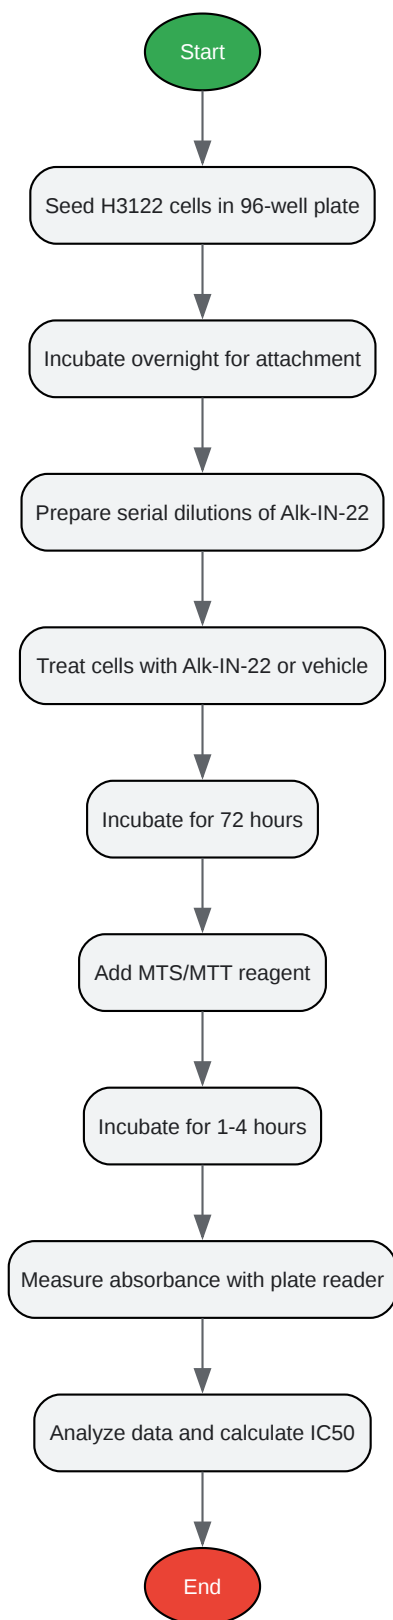 Start
Seed H3122 cells in 96-well plate
Incubate overnight for attachment
Prepare serial dilutions of Alk-IN-22
Treat cells with Alk-IN-22 or vehicle
Incubate for 72 hours
Add MTS/MTT reagent
Incubate for 1-4 hours
Measure absorbance with plate reader
Analyze data and calculate IC50
End